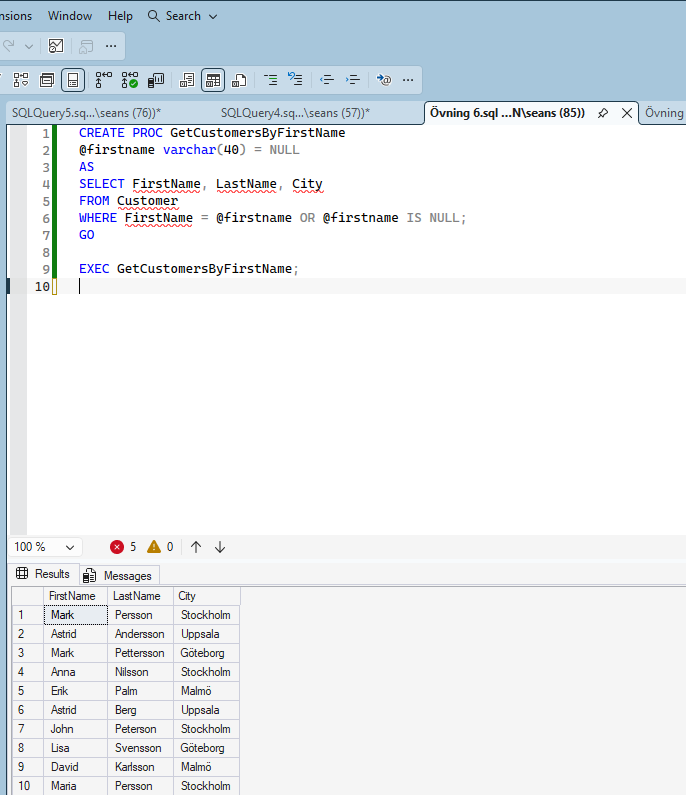 nsions Window Help Search
SQLQuery5.sq...\seans (76))* SQLQuery4.sq...\seans (57))* Övning 6.sql ...N\seans (85)) Övning
1 CREATE PROC GetCustomersByFirstName
2 @firstname varchar(40) = NULL
3 AS
4 SELECT FirstName, LastName, City
5 FROM Customer
6 WHERE FirstName = @firstname OR @firstname IS NULL;
7 GO
8
9 EXEC GetCustomersByFirstName;
10
100 % 5 0
Results Messages
FirstName LastName City
1 Mark Persson Stockholm
2 Astrid Andersson Uppsala
3 Mark Pettersson Göteborg
4 Anna Nilsson Stockholm
5 Erik Palm Malmö
6 Astrid Berg Uppsala
7 John Peterson Stockholm
8 Lisa Svensson Göteborg
9 David Karlsson Malmö
10 Maria Persson Stockholm